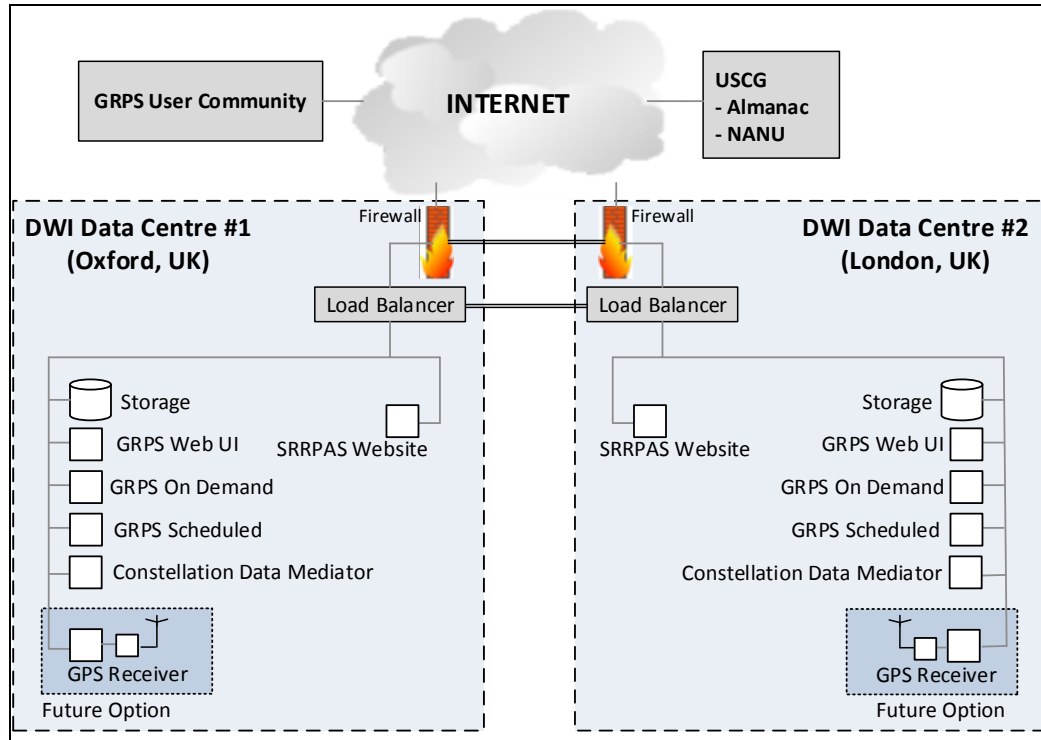 GRPS User Community
INTERNET
USCG
- Almanac
- NANU
DWI Data Centre #1
(Oxford, UK)
Firewall
Load Balancer
Storage
GRPS Web UI
SRRPAS Website
GRPS On Demand
GRPS Scheduled
Constellation Data Mediator
GPS Receiver
Future Option
Firewall
DWI Data Centre #2
(London, UK)
Load Balancer
Storage
SRRPAS Website
GRPS Web UI
GRPS On Demand
GRPS Scheduled
Constellation Data Mediator
GPS Receiver
Future Option